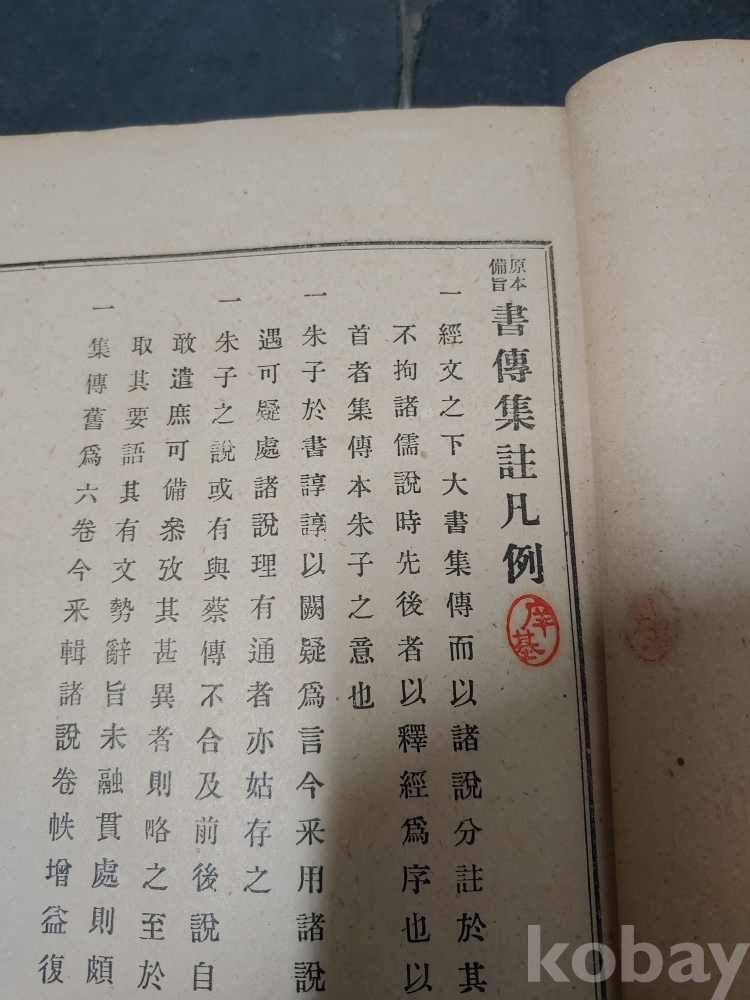 原本備旨 書傳集註凡例
一經文之下大書集傳而以諸說分註於其
不拘諸儒說時先後者以釋經爲序也以
首者集傳本朱子之意也
一朱子於書諄諄以闕疑爲言今釆用諸說
遇可疑處諸說理有通者亦姑存之
一朱子之說或有與蔡傳不合及前後說自
敢遣庶可備叅攷其甚異者則略之至於
取其要語其有文勢辭旨未融貫處則頗
一集傳舊爲六卷今釆輯諸說卷帙增益復
kobay